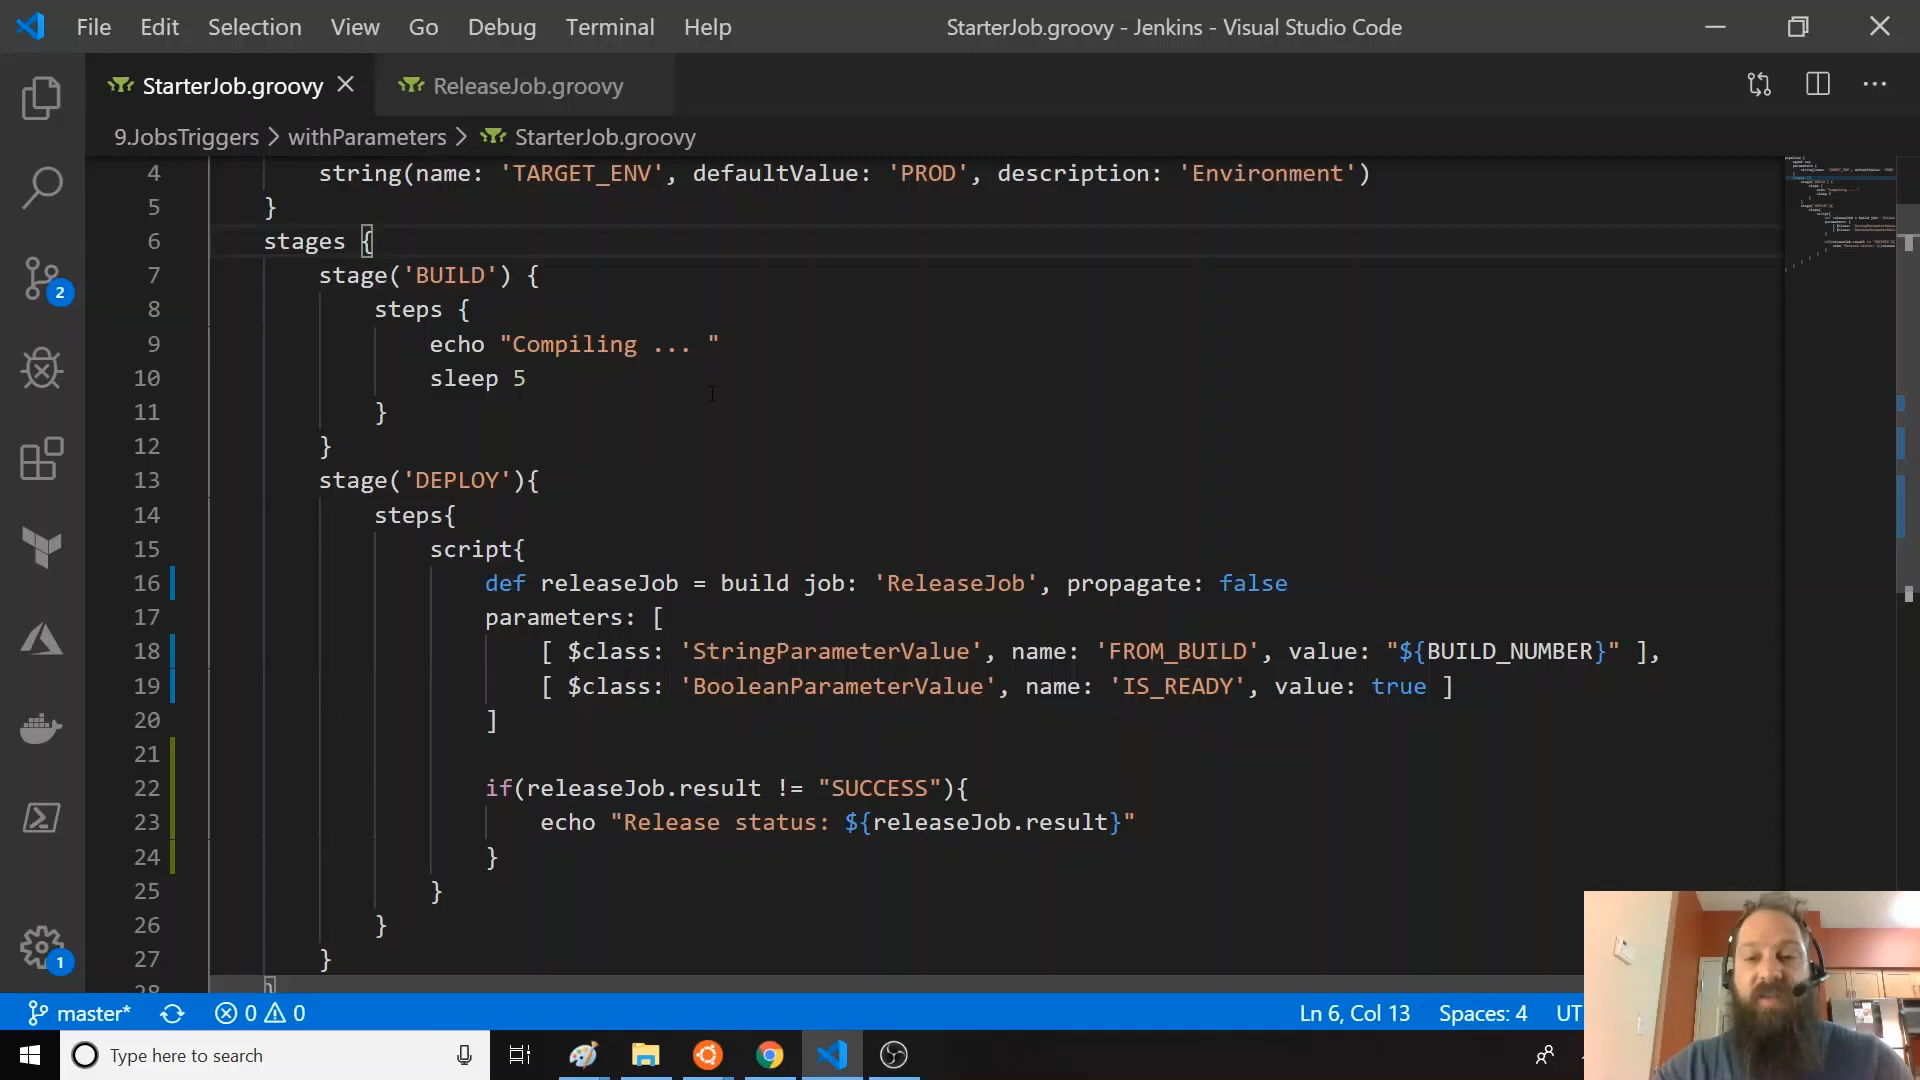 File Edit Selection View Go Debug Terminal Help StarterJob.groovy - Jenkins - Visual Studio Code
StarterJob.groovy ReleaseJob.groovy
9.JobsTriggers > withParameters > StarterJob.groovy
4 string(name: 'TARGET_ENV', defaultValue: 'PROD', description: 'Environment')
5 }
6 stages {
7 stage('BUILD') {
8 steps {
9 echo "Compiling ... "
10 sleep 5
11 }
12 }
13 stage('DEPLOY'){
14 steps{
15 script{
16 def releaseJob = build job: 'ReleaseJob', propagate: false
17 parameters: [
18 [ $class: 'StringParameterValue', name: 'FROM_BUILD', value: "${BUILD_NUMBER}" ],
19 [ $class: 'BooleanParameterValue', name: 'IS_READY', value: true ]
20 ]
21
22 if(releaseJob.result != "SUCCESS"){
23 echo "Release status: ${releaseJob.result}"
24 }
25 }
26 }
27 }
28 }
2
1
master* 0 0 Ln 6, Col 13 Spaces: 4 UT
Type here to search